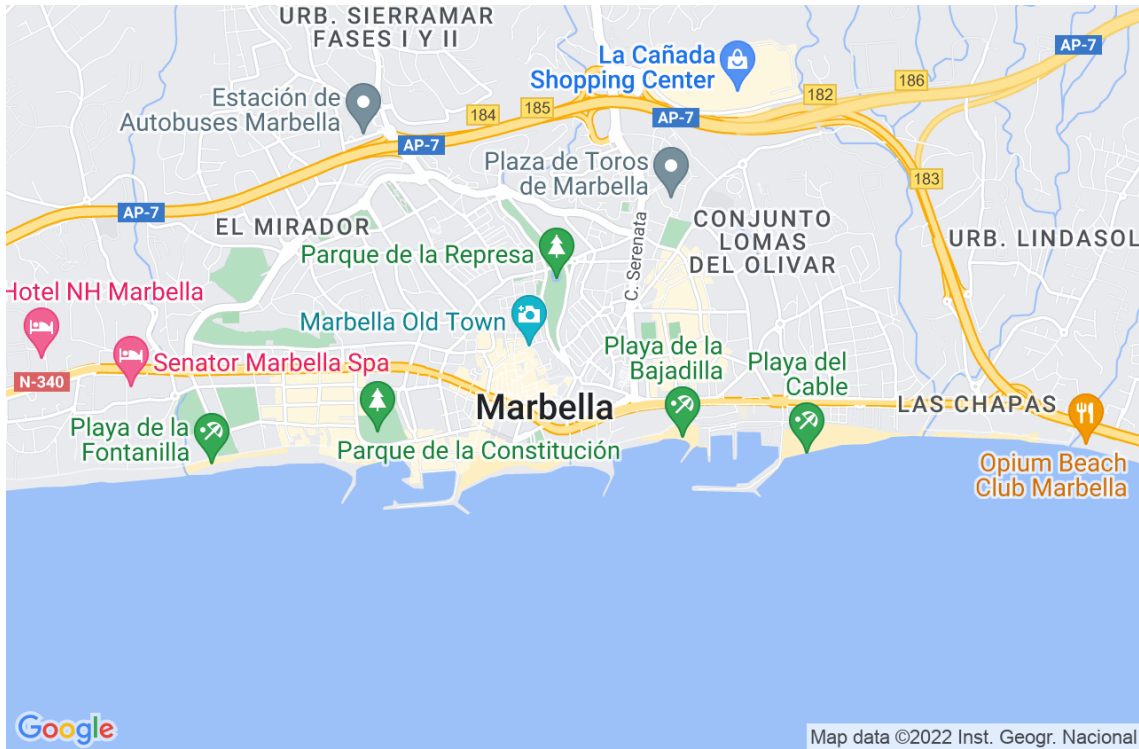 URB. SIERRAMAR
FASES I Y II
La Cañada
Shopping Center
AP-7
186
182
Estación de
Autobuses Marbella
184
185
AP-7
AP-7
Plaza de Toros
de Marbella
183
AP-7
EL MIRADOR
Parque de la Represa
C. Serenata
CONJUNTO
LOMAS
DEL OLIVAR
URB. LINDASOL
Hotel NH Marbella
Marbella Old Town
Senator Marbella Spa
Playa de la
Bajadilla
Playa del
Cable
N-340
Marbella
LAS CHAPAS
Playa de la
Fontanilla
Parque de la Constitución
Opium Beach
Club Marbella
Google
Map data ©2022 Inst. Geogr. Nacional